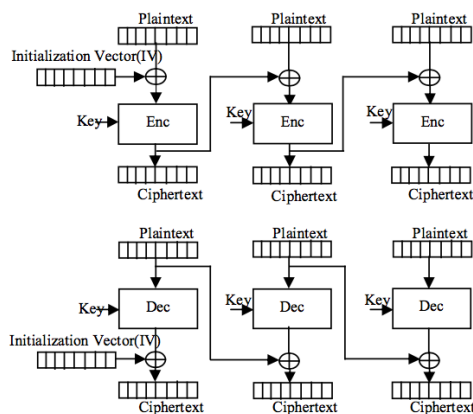 Plaintext Plaintext Plaintext
Initialization Vector(IV)
Key Enc Key Enc Key Enc
Ciphertext Ciphertext Ciphertext
Plaintext Plaintext Plaintext
Key Dec Key Dec Key Dec
Initialization Vector(IV)
Ciphertext Ciphertext Ciphertext